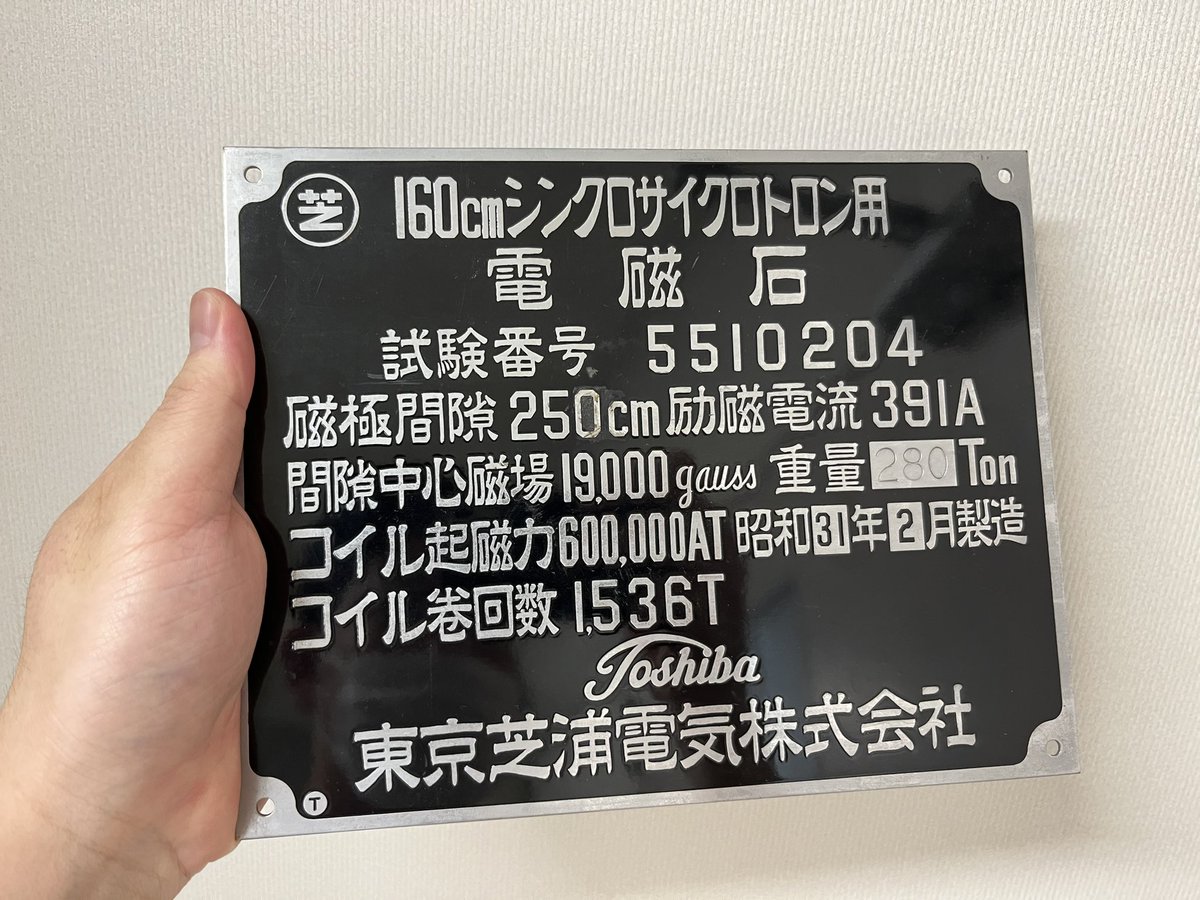 芝
160cmシンクロサイクロトロン用
電磁石
試験番号 5510204
磁極間隙 250cm 励磁電流 391A
間隙中心磁場 19,000 gauss 重量 280 Ton
コイル起磁力 600,000AT 昭和31年2月製造
コイル巻回数 1,536T
Toshiba
東京芝浦電気株式会社
T